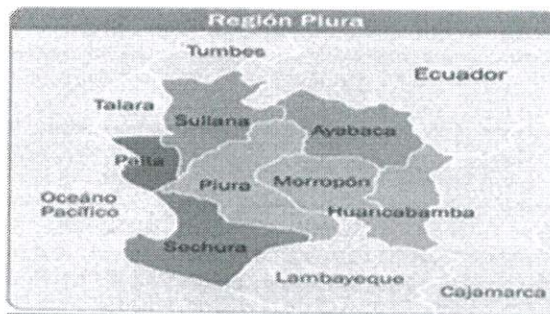 Región Piura
Tumbes
Ecuador
Talara
Sullana
Ayabaca
Paita
Piura
Morropón
Océano
Pacífico
Huancabamba
Sechura
Lambayeque
Cajamarca